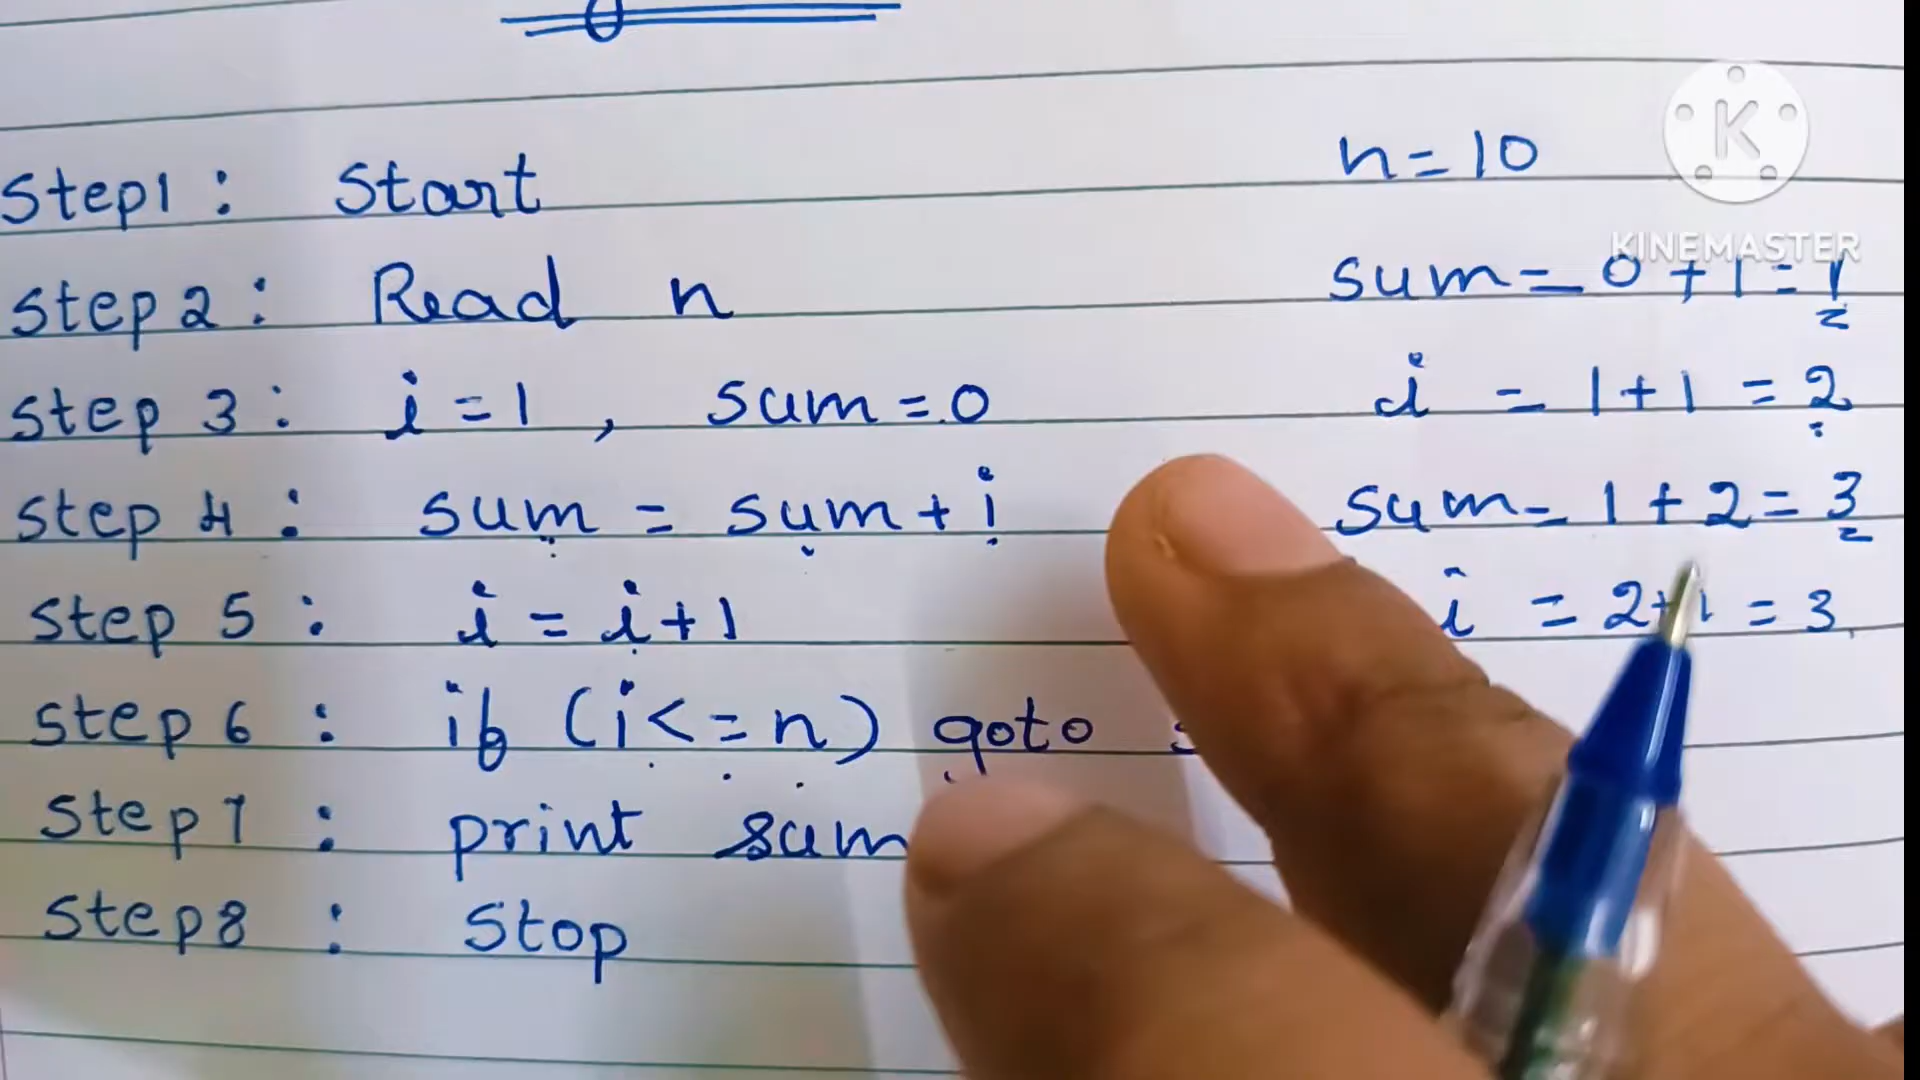 Step1 : Start
Step 2 : Read n
Step 3 : i = 1 , sum = 0
Step 4 : sum = sum + i
Step 5 : i = i + 1
Step 6 : if (i <= n) goto
Step 7 : print sum
Step 8 : Stop
n = 10
sum = 0 + 1 = 1
i = 1 + 1 = 2
sum = 1 + 2 = 3
i = 2 + 1 = 3
KINEMASTER